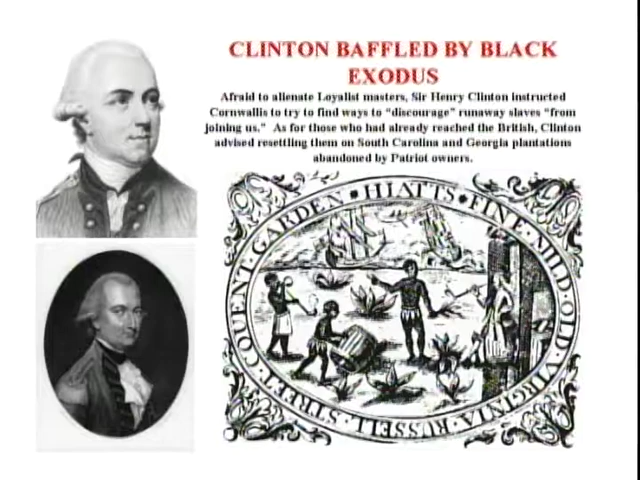 CLINTON BAFFLED BY BLACK
EXODUS
Afraid to alienate Loyalist masters, Sir Henry Clinton instructed
Cornwallis to try to find ways to “discourage” runaway slaves “from
joining us.” As for those who had already reached the British, Clinton
advised resettling them on South Carolina and Georgia plantations
abandoned by Patriot owners.
COUENT·GARDEN·HIATTS·FINE·MILD·OLD·VIRGINIA·RUSSELL·STREET·